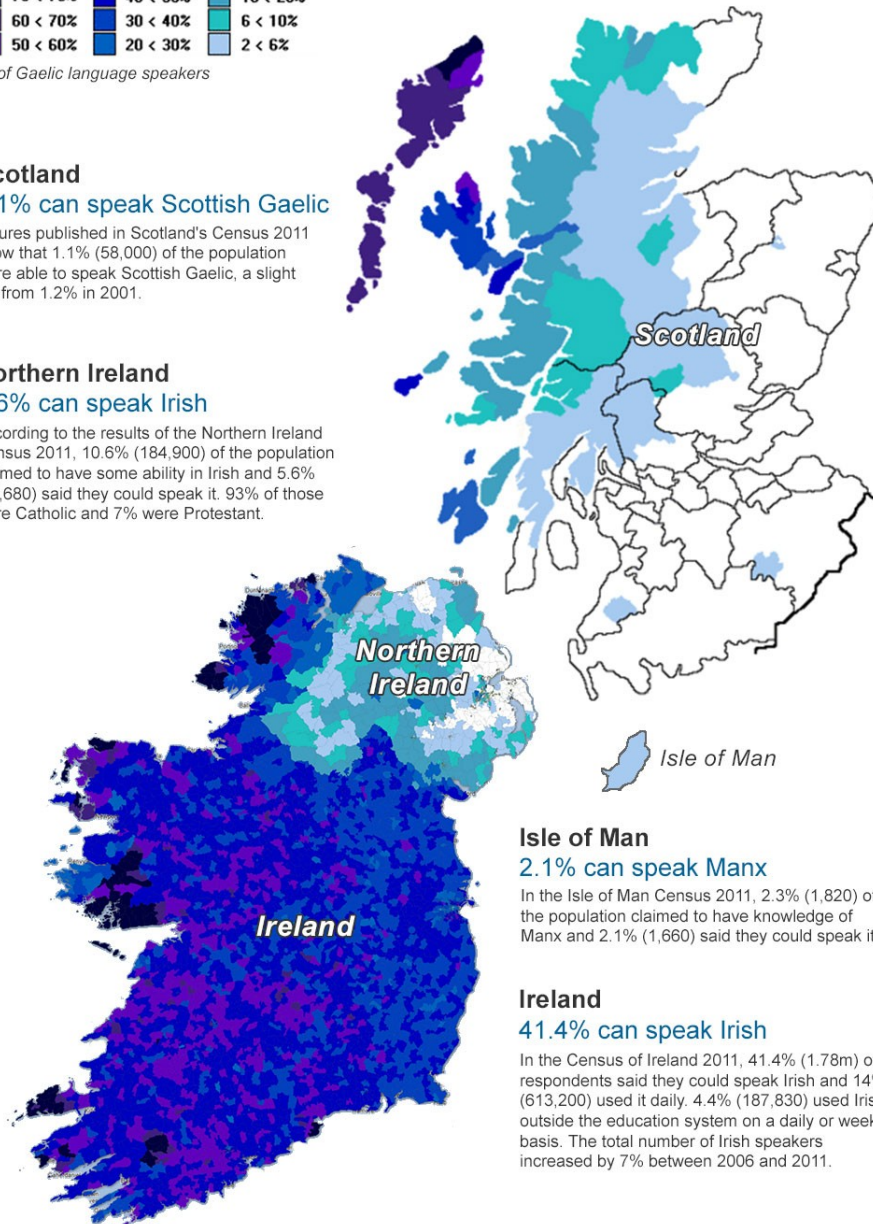 60 < 70%
30 < 40%
6 < 10%
50 < 60%
20 < 30%
2 < 6%
of Gaelic language speakers
cotland
1% can speak Scottish Gaelic
ures published in Scotland's Census 2011
ow that 1.1% (58,000) of the population
re able to speak Scottish Gaelic, a slight
from 1.2% in 2001.
Scotland
orthern Ireland
6% can speak Irish
cording to the results of the Northern Ireland
nsus 2011, 10.6% (184,900) of the population
imed to have some ability in Irish and 5.6%
,680) said they could speak it. 93% of those
re Catholic and 7% were Protestant.
Northern
Ireland
Isle of Man
Isle of Man
2.1% can speak Manx
In the Isle of Man Census 2011, 2.3% (1,820) of
the population claimed to have knowledge of
Manx and 2.1% (1,660) said they could speak it
Ireland
Ireland
41.4% can speak Irish
In the Census of Ireland 2011, 41.4% (1.78m) o
respondents said they could speak Irish and 14%
(613,200) used it daily. 4.4% (187,830) used Iris
outside the education system on a daily or week
basis. The total number of Irish speakers
increased by 7% between 2006 and 2011.